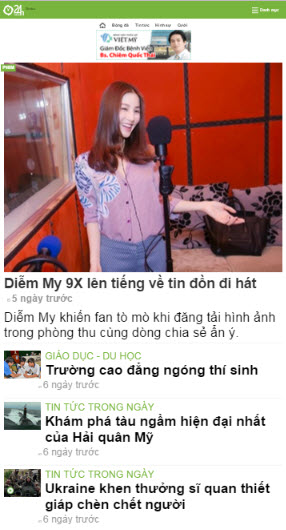 24h
Danh mục
Bóng đá Tin tức Hình sự Quét
VIỆT MỸ
Giám Đốc Bệnh Viện
Bs. Chiêm Quốc Thái
Diễm My 9X lên tiếng về tin đồn đi hát
5 ngày trước
Diễm My khiến fan tò mò khi đăng tải hình ảnh
trong phòng thu cùng dòng chia sẻ ẩn ý.
GIÁO DỤC - DU HỌC
Trường cao đẳng ngóng thí sinh
6 ngày trước
TIN TỨC TRONG NGÀY
Khám phá tàu ngầm hiện đại nhất
của Hải quân Mỹ
6 ngày trước
TIN TỨC TRONG NGÀY
Ukraine khen thưởng sĩ quan thiết
giáp chèn chết người
6 ngày trước